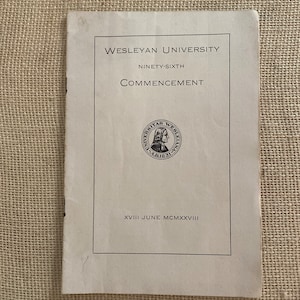 WESLEYAN UNIVERSITY
NINETY-SIXTH
COMMENCEMENT
XVIII JUNE MCMXXVIII